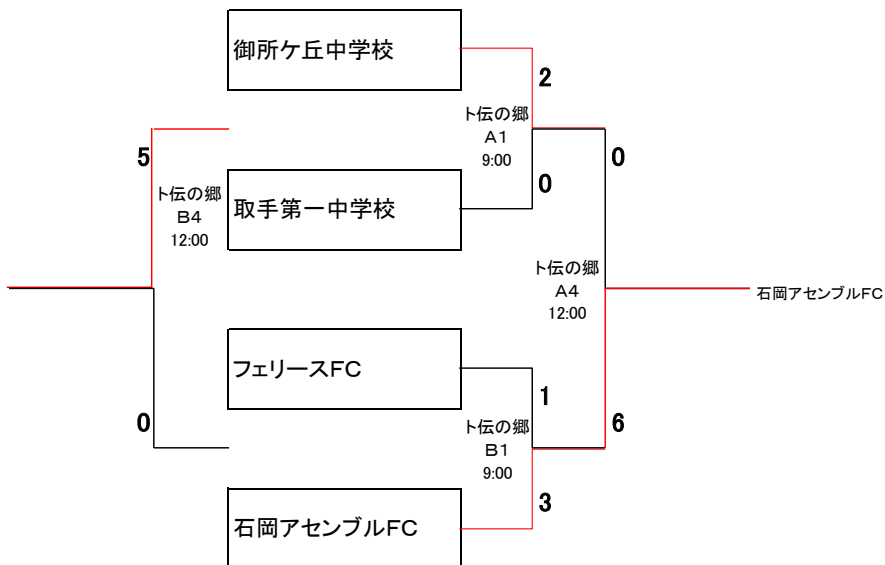 御所ケ丘中学校
2
ト伝の郷
A1
9:00
5
0
0
ト伝の郷
B4
12:00
取手第一中学校
ト伝の郷
A4
12:00
石岡アセンブルFC
フェリースFC
1
0
6
ト伝の郷
B1
9:00
3
石岡アセンブルFC